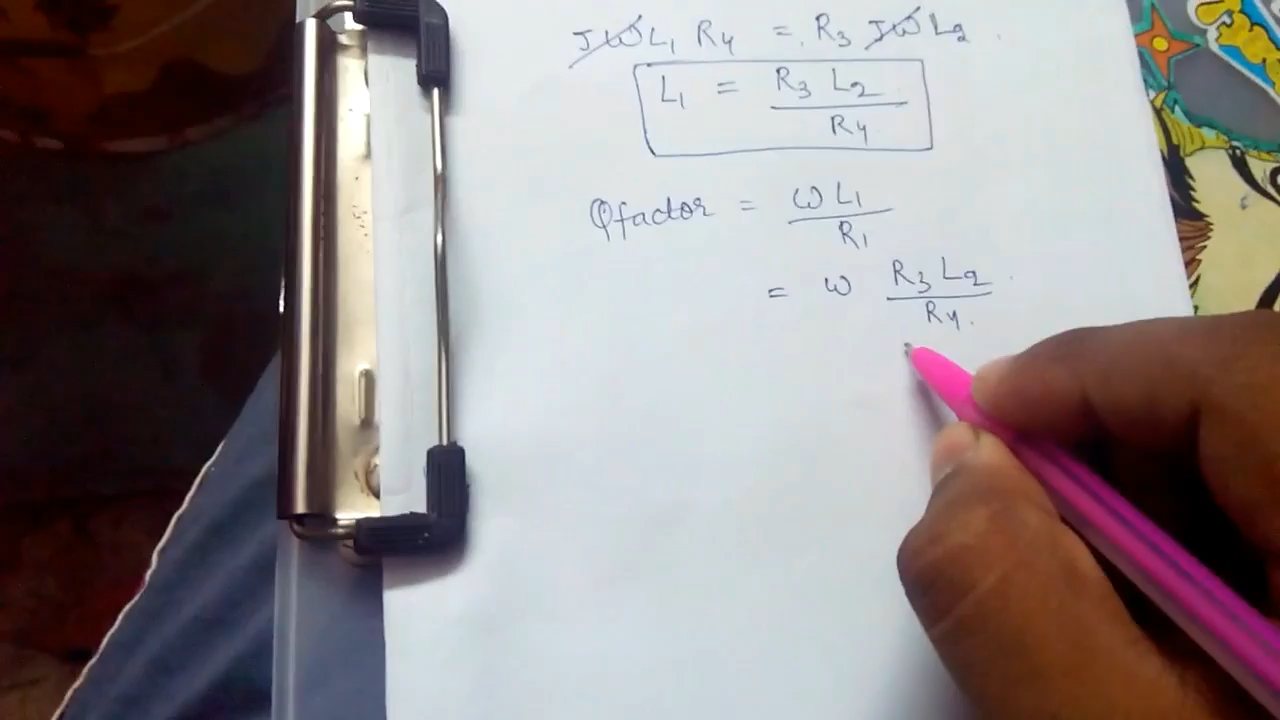 JωL₁ R₄ = R₃ JωL₂
L₁ = R₃ L₂ / R₄
Qfactor = ωL₁ / R₁
= ω R₃ L₂ / R₄